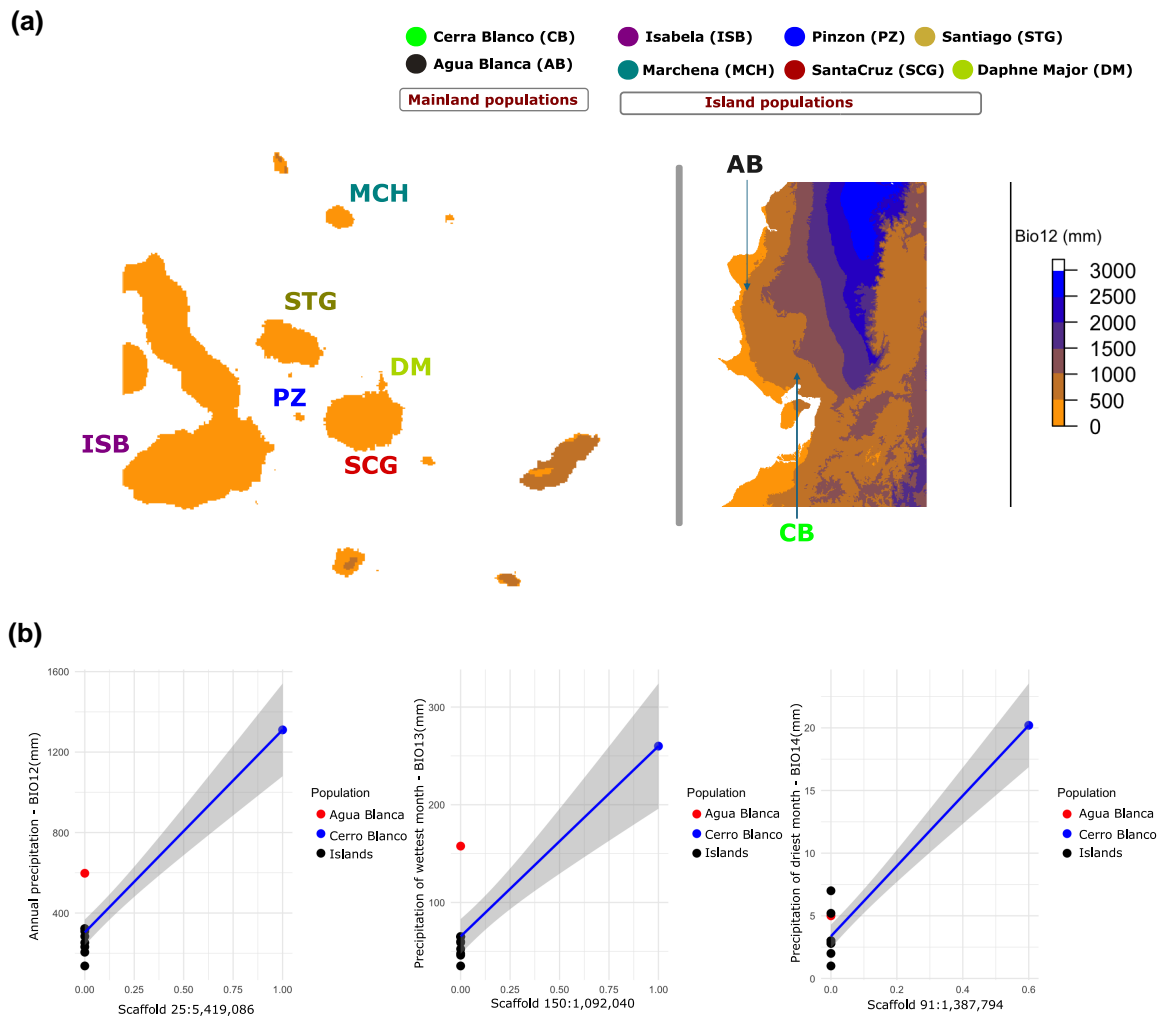 (a)
Cerra Blanco (CB)
Isabela (ISB)
Pinzon (PZ)
Santiago (STG)
Agua Blanca (AB)
Marchena (MCH)
SantaCruz (SCG)
Daphne Major (DM)
Mainland populations
Island populations
AB
MCH
Bio12 (mm)
3000
2500
2000
1500
1000
500
0
STG
DM
PZ
ISB
SCG
CB
(b)
Annual precipitation - BIO12(mm)
1600
1200
800
400
0.00 0.25 0.50 0.75 1.00
Scaffold 25:5,419,086
Population
Agua Blanca
Cerro Blanco
Islands
Precipitation of wettest month - BIO13(mm)
300
200
100
0.00 0.25 0.50 0.75 1.00
Scaffold 150:1,092,040
Population
Agua Blanca
Cerro Blanco
Islands
Precipitation of driest month - BIO14(mm)
20
15
10
5
0
0.0 0.2 0.4 0.6
Scaffold 91:1,387,794
Population
Agua Blanca
Cerro Blanco
Islands